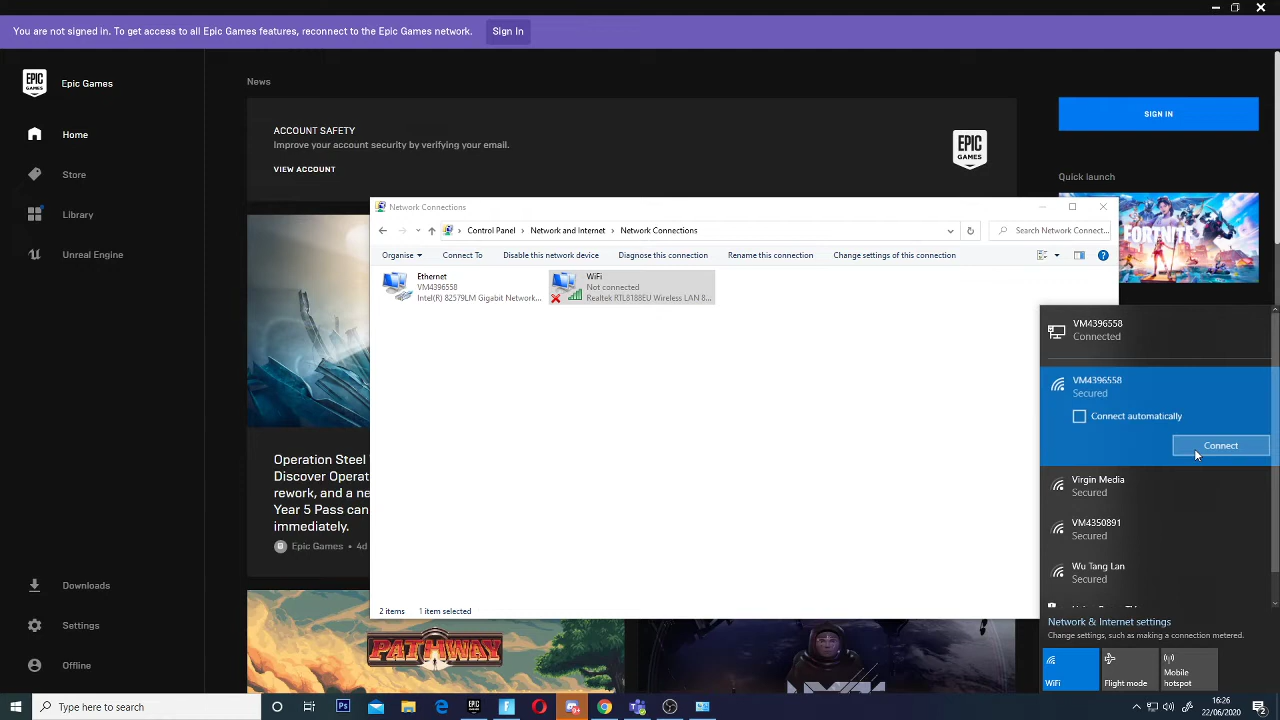 You are not signed in. To get access to all Epic Games features, reconnect to the Epic Games network. Sign In
EPIC GAMES
Epic Games
Home
Store
Library
Unreal Engine
Downloads
Settings
Offline
News
ACCOUNT SAFETY
Improve your account security by verifying your email.
VIEW ACCOUNT
EPIC GAMES
SIGN IN
Quick launch
FORTNITE
Operation Steel
Discover Operat
rework, and a ne
Year 5 Pass can
immediately.
Epic Games • 4d
PATHWAY
Network Connections
Control Panel Network and Internet Network Connections
Search Network Connect...
Organise Connect To Disable this network device Diagnose this connection Rename this connection Change settings of this connection
Ethernet
VM4396558
Intel(R) 82579LM Gigabit Network...
WiFi
Not connected
Realtek RTL8188EU Wireless LAN 8...
2 items 1 item selected
VM4396558
Connected
VM4396558
Secured
Connect automatically
Connect
Virgin Media
Secured
VM4350891
Secured
Wu Tang Lan
Secured
Network & Internet settings
Change settings, such as making a connection metered.
WiFi
Flight mode
Mobile
hotspot
Type here to search
16:26
22/06/2020